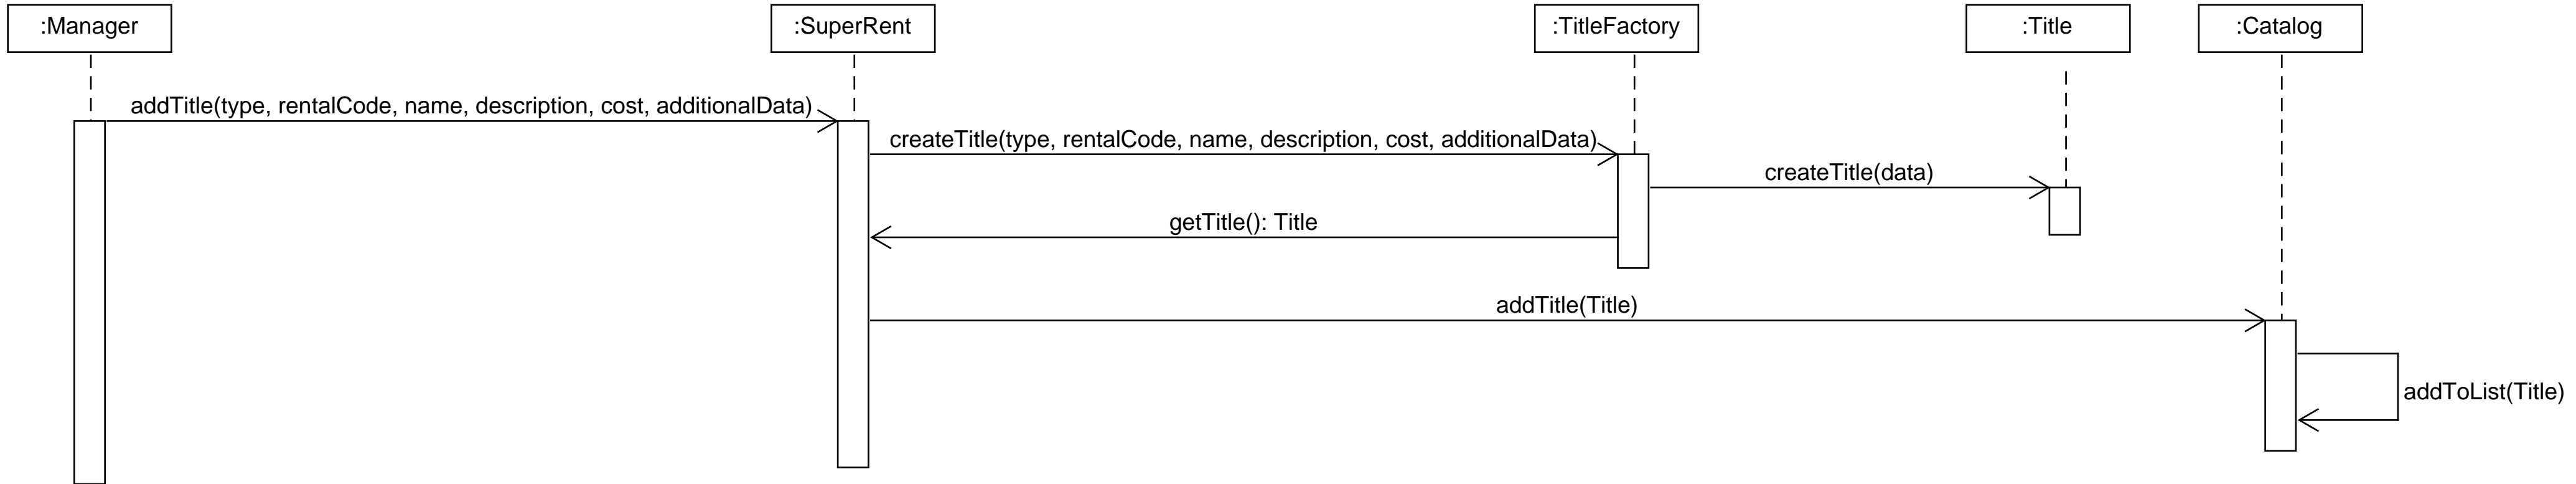 :Manager
:SuperRent
:TitleFactory
:Title
:Catalog
addTitle(type, rentalCode, name, description, cost, additionalData)
createTitle(type, rentalCode, name, description, cost, additionalData)
createTitle(data)
getTitle(): Title
addTitle(Title)
addToList(Title)